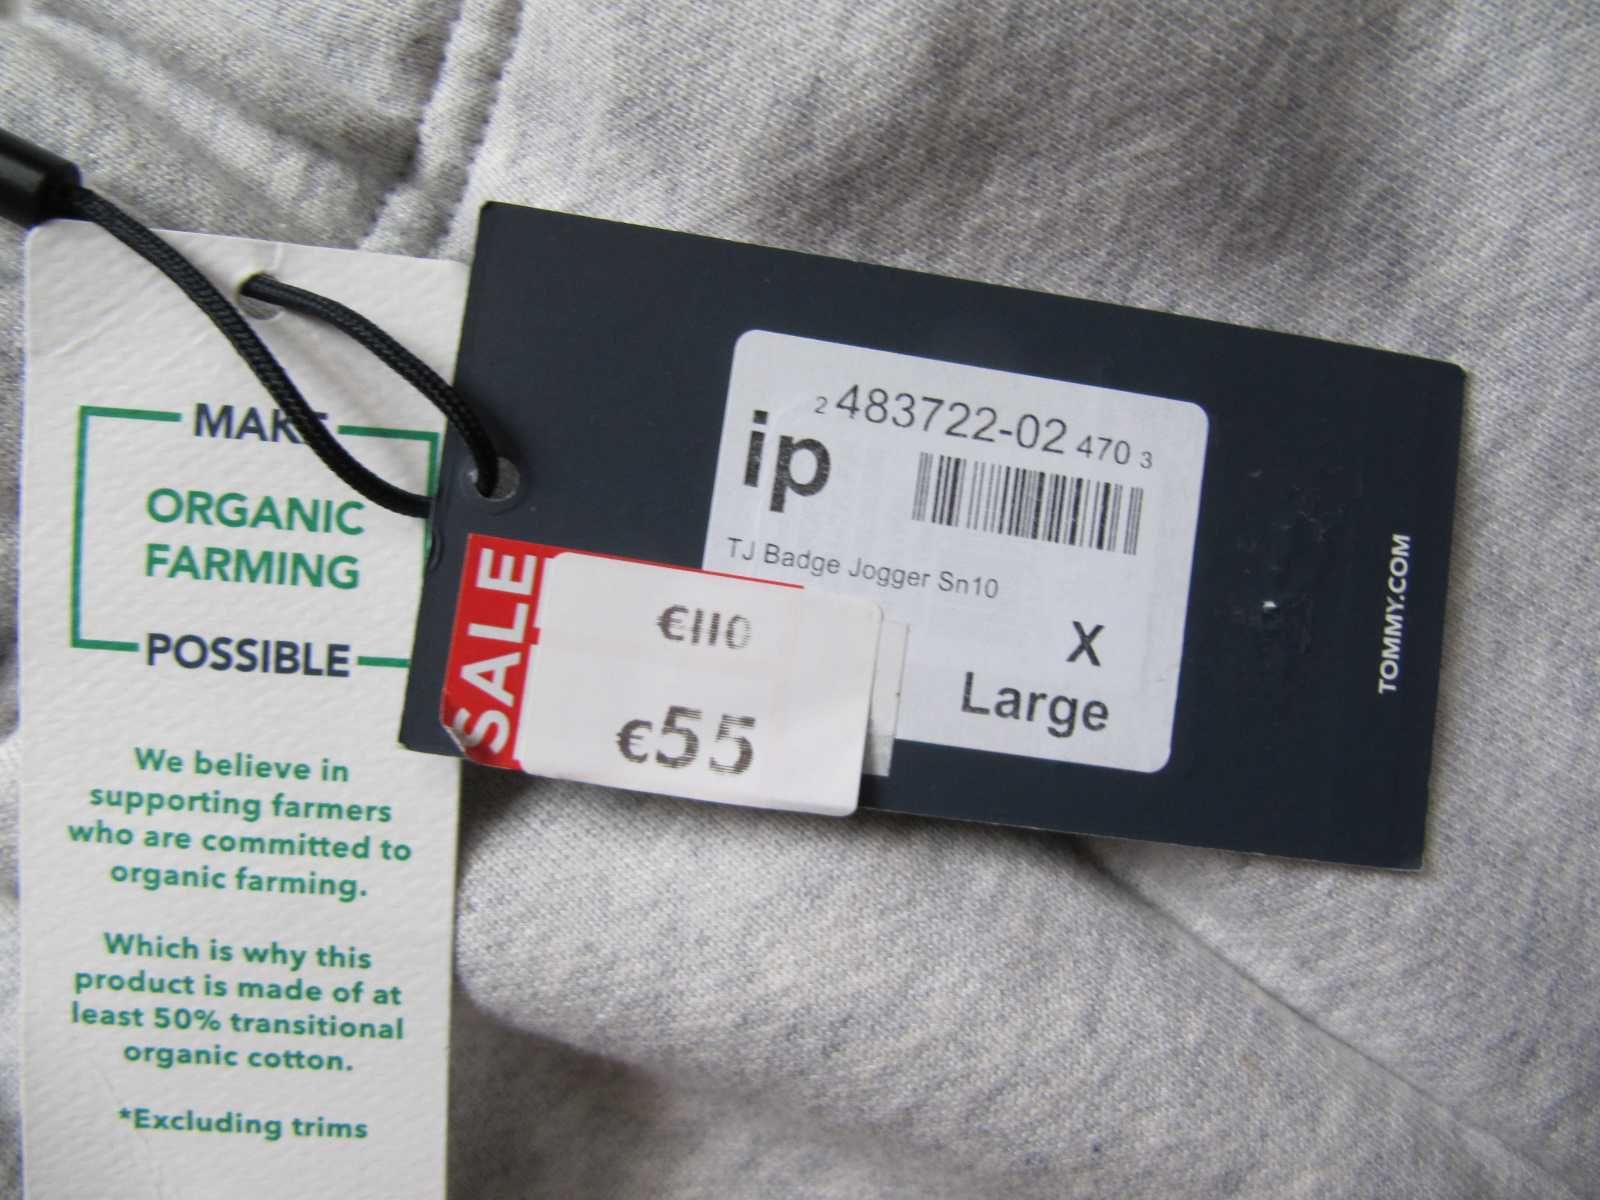 MAKE
ORGANIC
FARMING
POSSIBLE
We believe in
supporting farmers
who are committed to
organic farming.
Which is why this
product is made of at
least 50% transitional
organic cotton.
*Excluding trims
2 483722-02 470 3
ip
TJ Badge Jogger Sn10
X
Large
SALE
€110
€55
TOMMY.COM